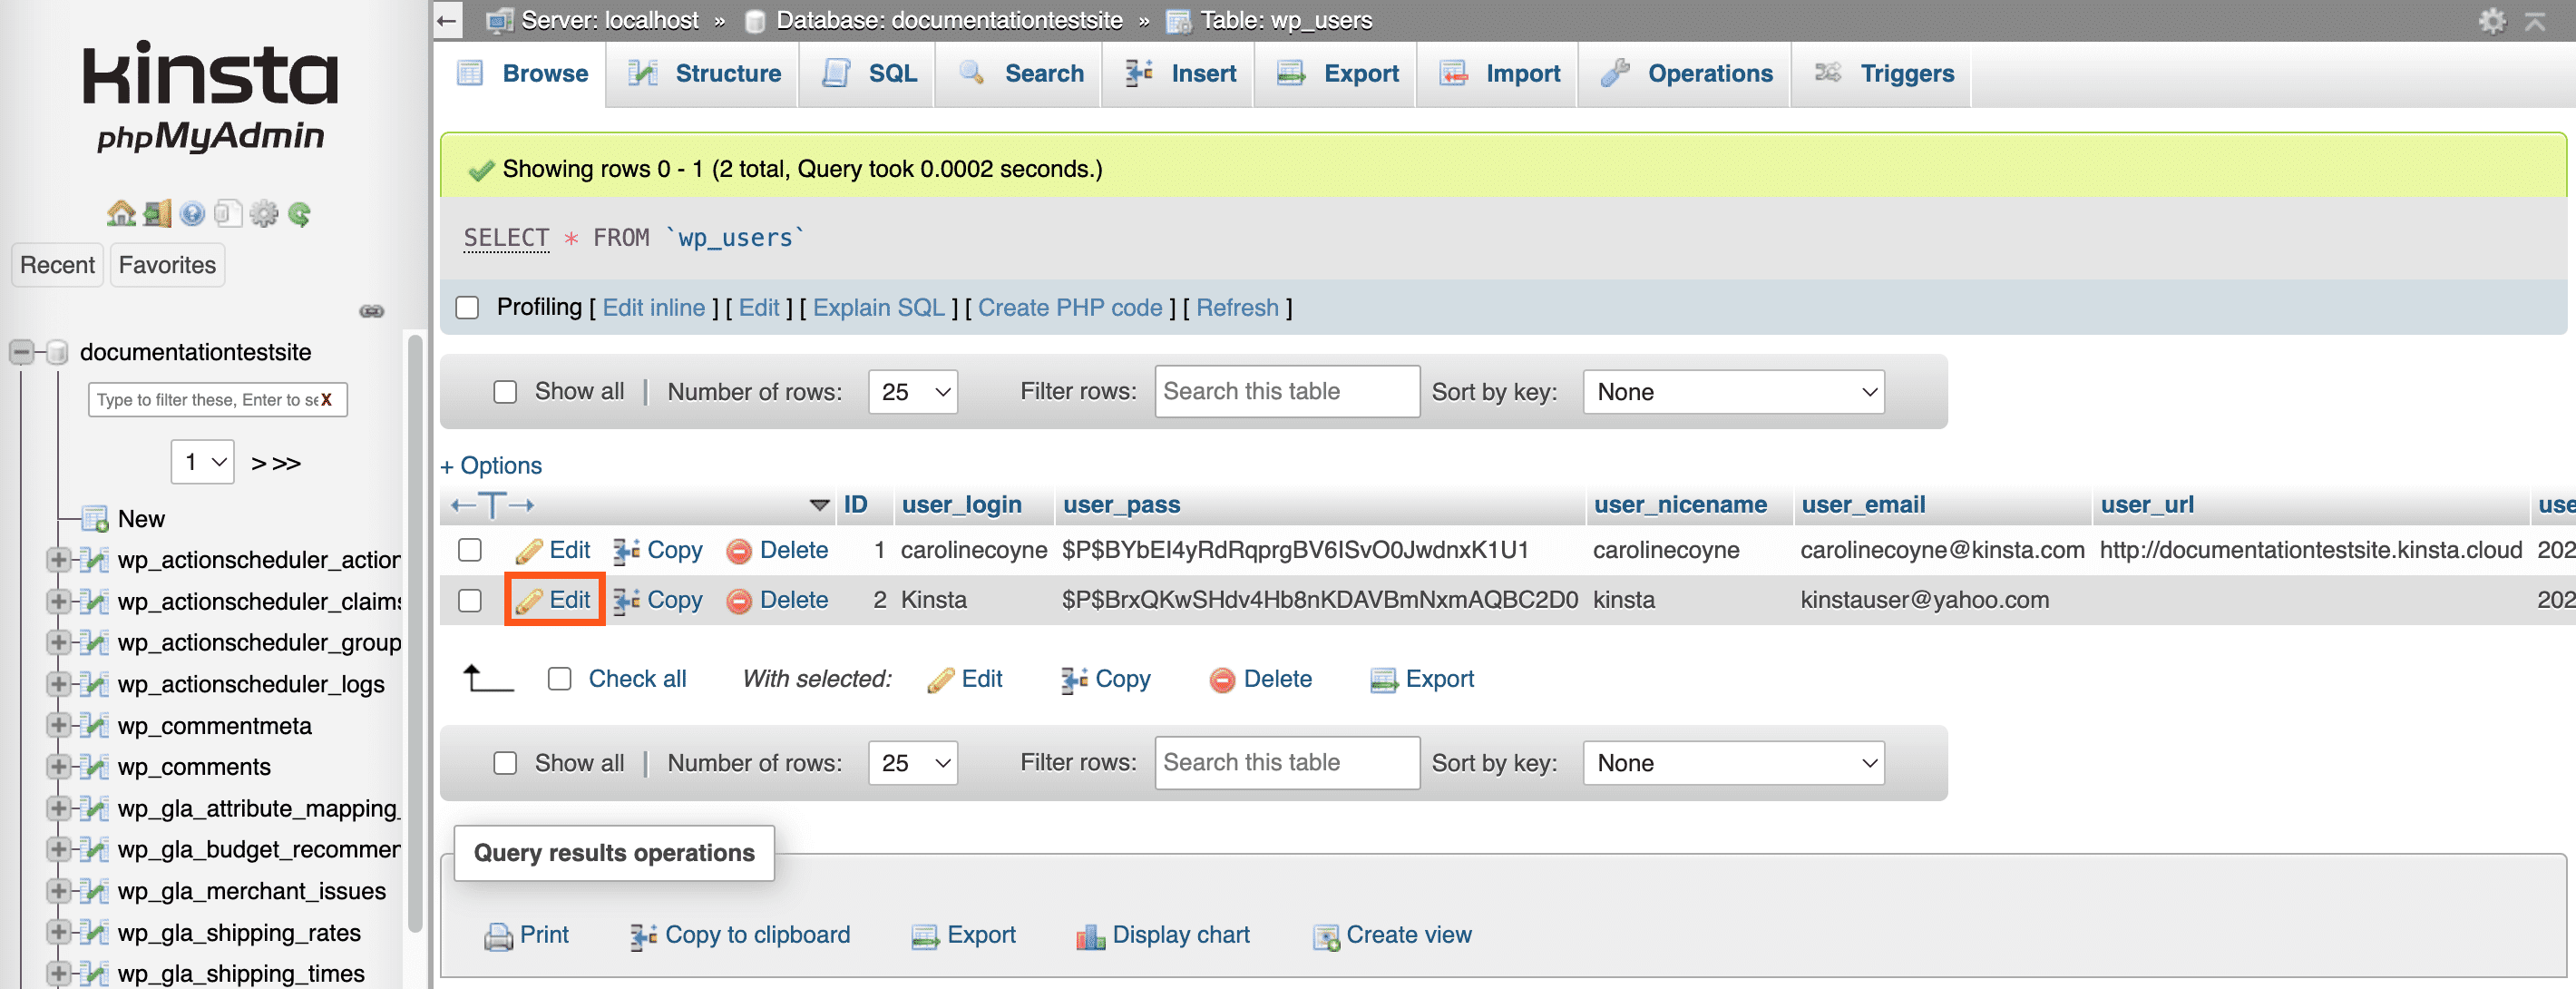 Kinsta
phpMyAdmin
Recent Favorites
documentationtestsite
Type to filter these, Enter to se X
1 > >>
New
wp_actionscheduler_action
wp_actionscheduler_claims
wp_actionscheduler_group
wp_actionscheduler_logs
wp_commentmeta
wp_comments
wp_gla_attribute_mapping_
wp_gla_budget_recommen
wp_gla_merchant_issues
wp_gla_shipping_rates
wp_gla_shipping_times
Server: localhost » Database: documentationtestsite » Table: wp_users
Browse Structure SQL Search Insert Export Import Operations Triggers
Showing rows 0 - 1 (2 total, Query took 0.0002 seconds.)
SELECT * FROM `wp_users`
Profiling [ Edit inline ] [ Edit ] [ Explain SQL ] [ Create PHP code ] [ Refresh ]
Show all | Number of rows: 25 Filter rows: Search this table Sort by key: None
+ Options
←T→ ID user_login user_pass user_nicename user_email user_url use
Edit Copy Delete 1 carolinecoyne $P$BYbEI4yRdRqprgBV6ISvO0JwdnxK1U1 carolinecoyne carolinecoyne@kinsta.com http://documentationtestsite.kinsta.cloud 202
Edit Copy Delete 2 Kinsta $P$BrxQKwSHdv4Hb8nKDAVBmNxmAQBC2D0 kinsta kinstauser@yahoo.com 202
Check all With selected: Edit Copy Delete Export
Show all | Number of rows: 25 Filter rows: Search this table Sort by key: None
Query results operations
Print Copy to clipboard Export Display chart Create view